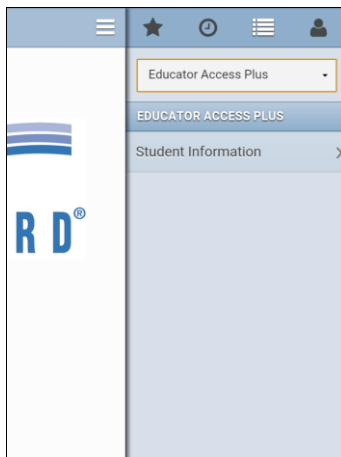 Educator Access Plus
EDUCATOR ACCESS PLUS
Student Information
R D®